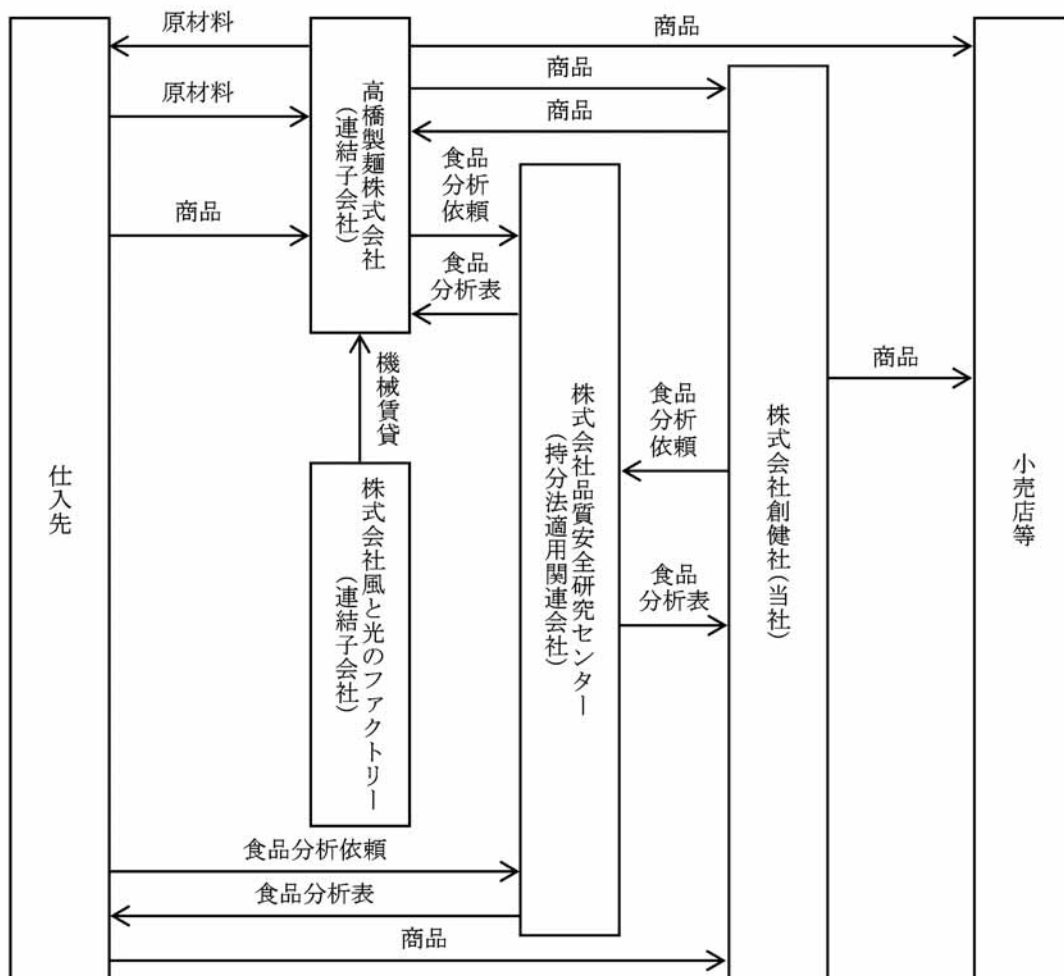 原材料
商品
商品
原材料
商品
高橋製麺株式会社
(連結子会社)
食品
分析
依頼
商品
食品
分析表
機械賃貸
商品
食品
分析
依頼
仕入先
株式会社風と光のファクトリー
(連結子会社)
株式会社品質安全研究センター
(持分法適用関連会社)
株式会社創健社(当社)
小売店等
食品
分析表
食品分析依頼
食品分析表
商品